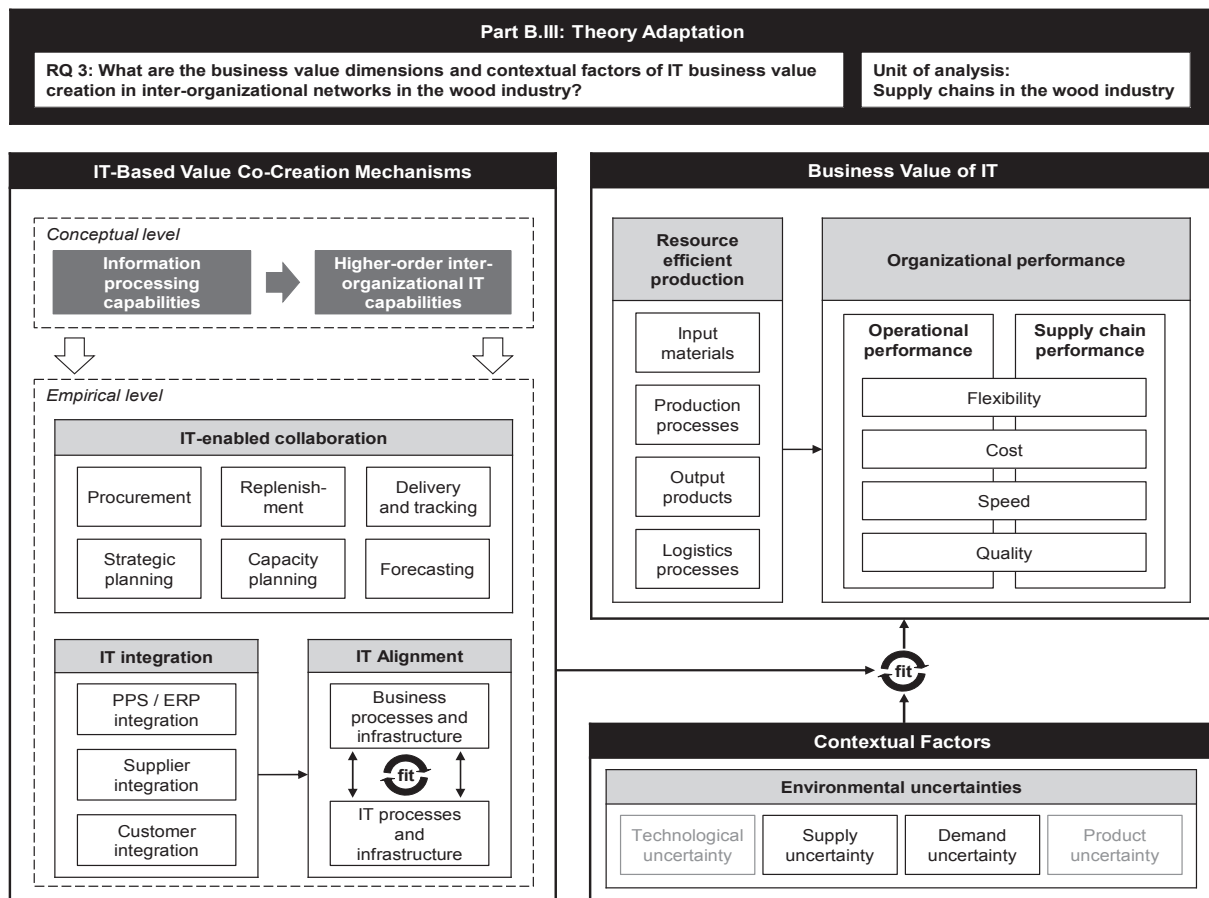 Part B.III: Theory Adaptation
RQ 3: What are the business value dimensions and contextual factors of IT business value
creation in inter-organizational networks in the wood industry?
Unit of analysis:
Supply chains in the wood industry
IT-Based Value Co-Creation Mechanisms
Conceptual level
Information
processing
capabilities
Higher-order inter-
organizational IT
capabilities
Empirical level
IT-enabled collaboration
Procurement
Replenish-
ment
Delivery
and tracking
Strategic
planning
Capacity
planning
Forecasting
IT integration
PPS / ERP
integration
Supplier
integration
Customer
integration
IT Alignment
Business
processes and
infrastructure
fit
IT processes
and
infrastructure
Business Value of IT
Resource
efficient
production
Input
materials
Production
processes
Output
products
Logistics
processes
Organizational performance
Operational
performance
Supply chain
performance
Flexibility
Cost
Speed
Quality
fit
Contextual Factors
Environmental uncertainties
Technological
uncertainty
Supply
uncertainty
Demand
uncertainty
Product
uncertainty